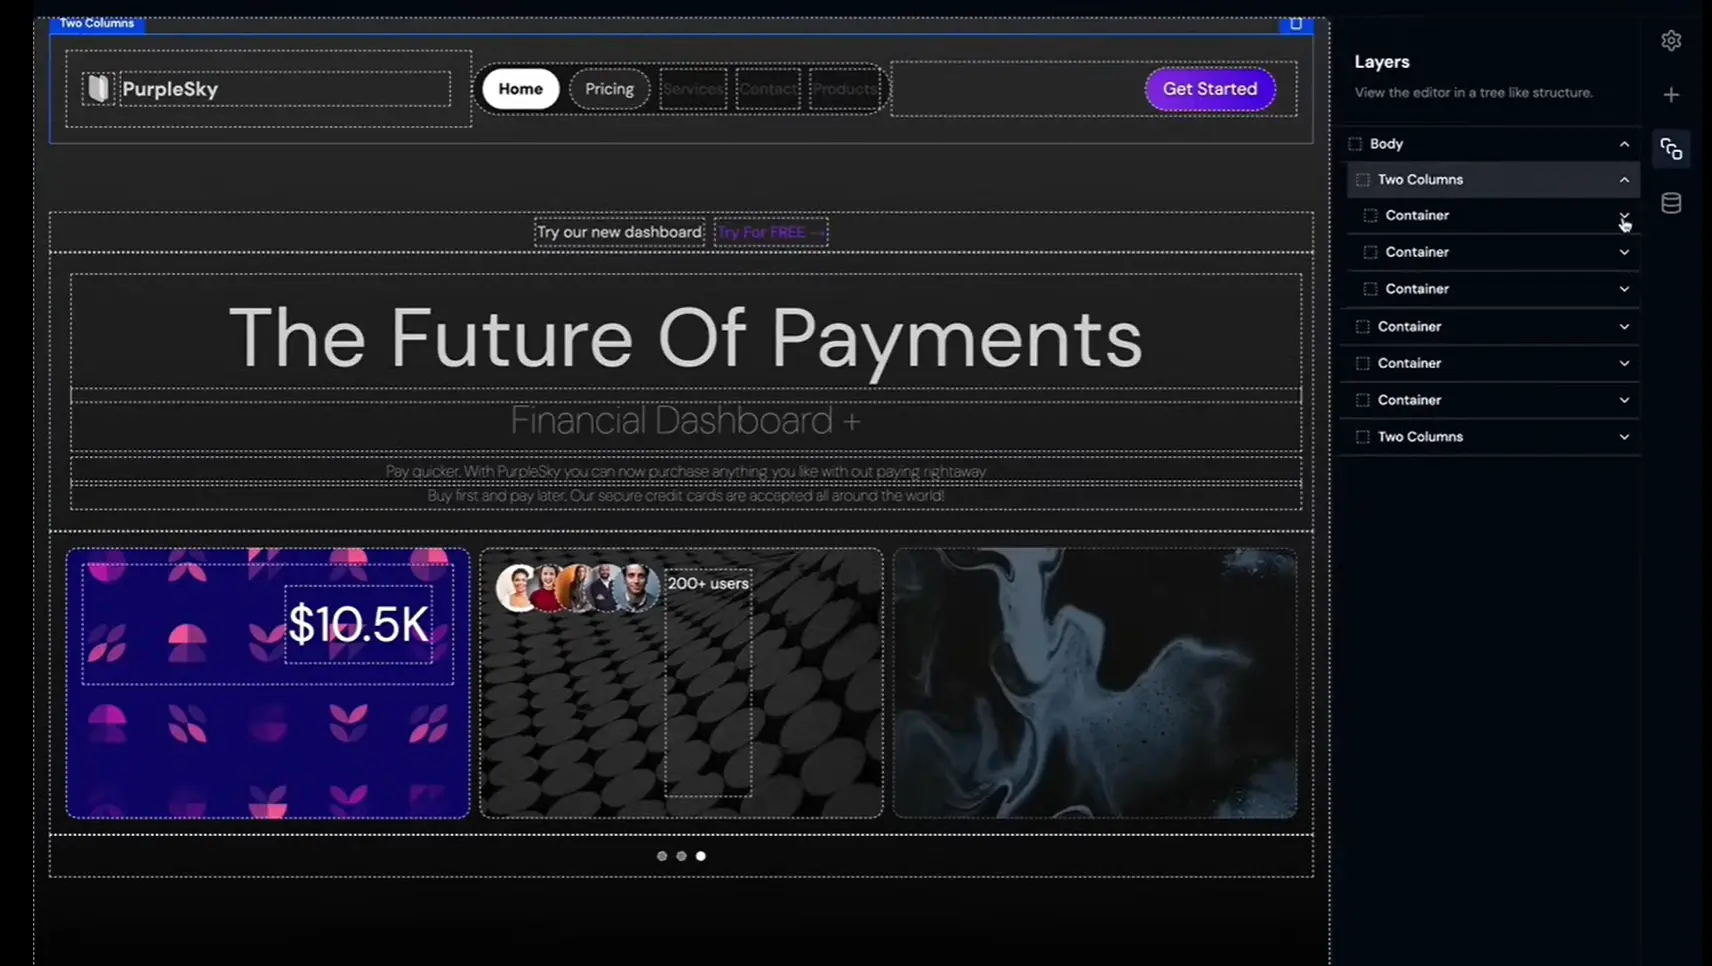 Two Columns
PurpleSky
Home
Pricing
Services
Contact
Products
Get Started
Try our new dashboard
Try For FREE →
The Future Of Payments
Financial Dashboard +
Pay quicker. With PurpleSky you can now purchase anything you like with out paying rightaway
Buy first and pay later. Our secure credit cards are accepted all around the world!
$10.5K
200+ users
Layers
View the editor in a tree like structure.
Body
Two Columns
Container
Container
Container
Container
Container
Container
Two Columns